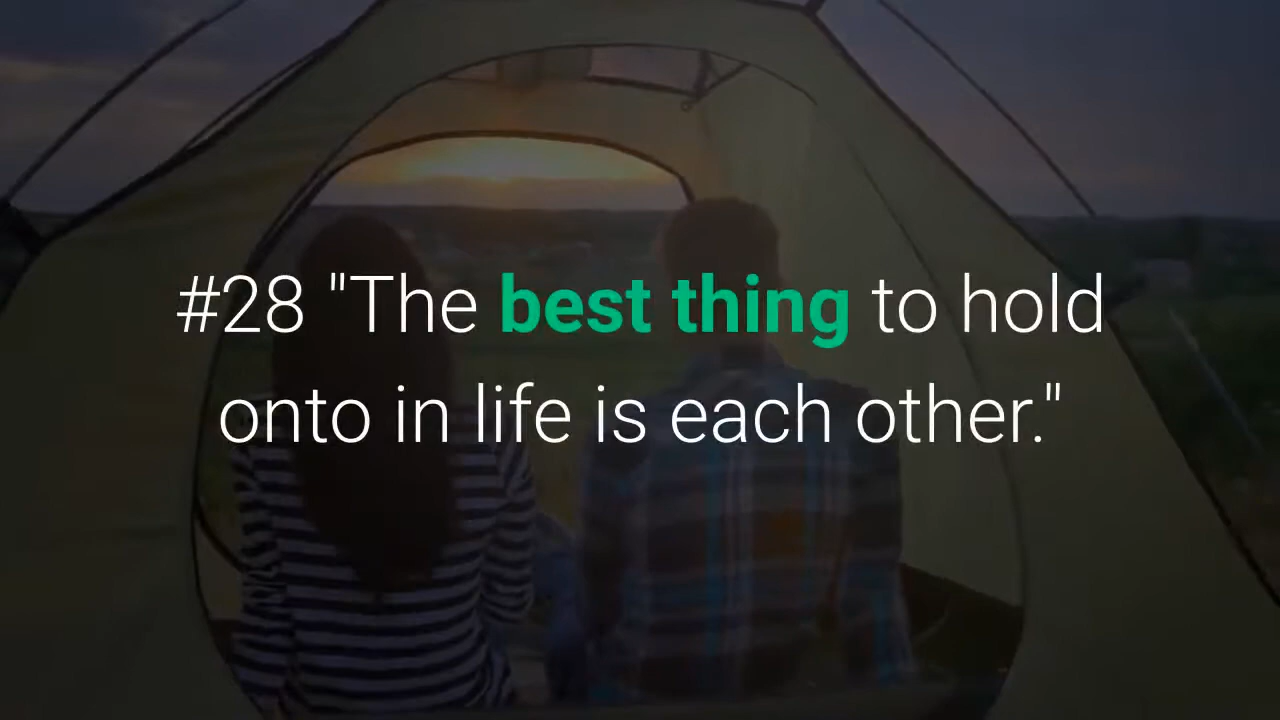 #28 "The best thing to hold
onto in life is each other."